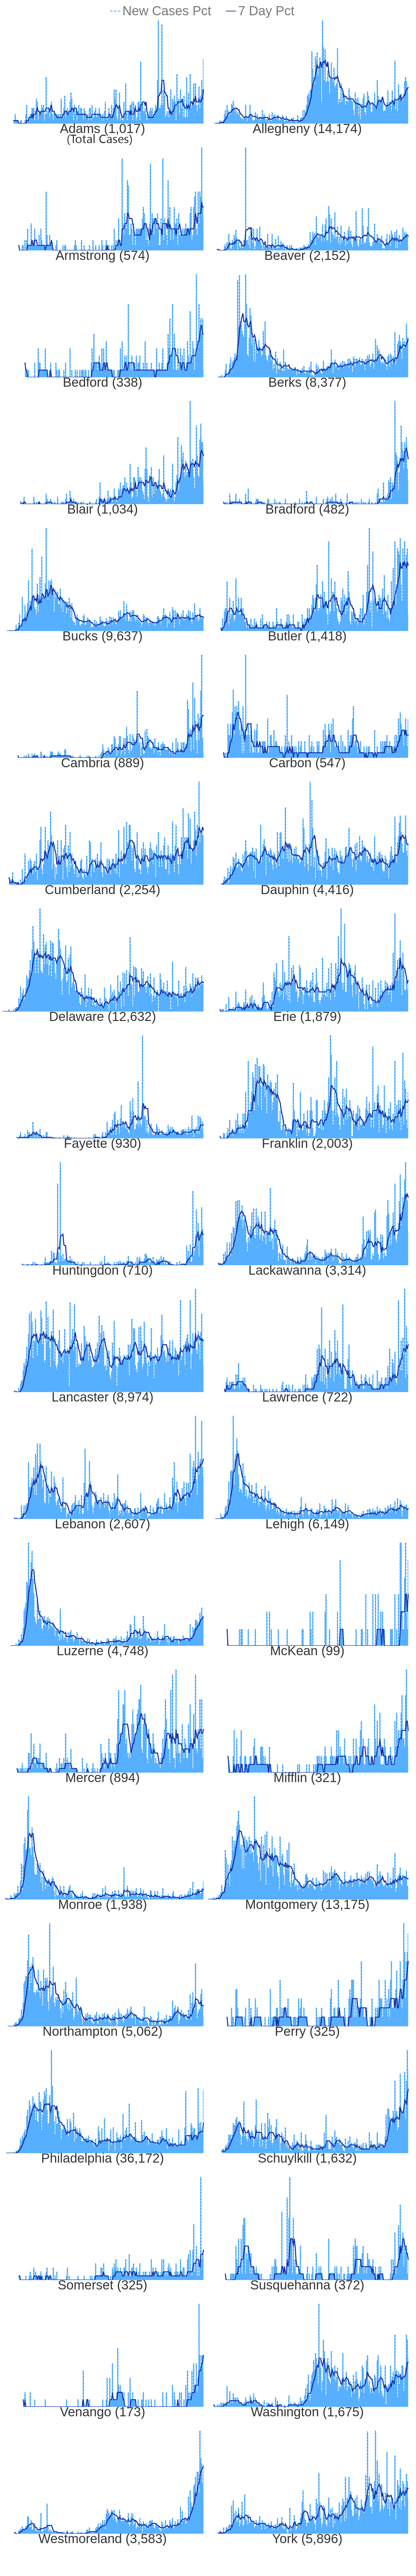 New Cases Pct 7 Day Pct
Adams (1,017) Allegheny (14,174)
(Total Cases)
Armstrong (574) Beaver (2,152)
Bedford (338) Berks (8,377)
Blair (1,034) Bradford (482)
Bucks (9,637) Butler (1,418)
Cambria (889) Carbon (547)
Cumberland (2,254) Dauphin (4,416)
Delaware (12,632) Erie (1,879)
Fayette (930) Franklin (2,003)
Huntingdon (710) Lackawanna (3,314)
Lancaster (8,974) Lawrence (722)
Lebanon (2,607) Lehigh (6,149)
Luzerne (4,748) McKean (99)
Mercer (894) Mifflin (321)
Monroe (1,938) Montgomery (13,175)
Northampton (5,062) Perry (325)
Philadelphia (36,172) Schuylkill (1,632)
Somerset (325) Susquehanna (372)
Venango (173) Washington (1,675)
Westmoreland (3,583) York (5,896)